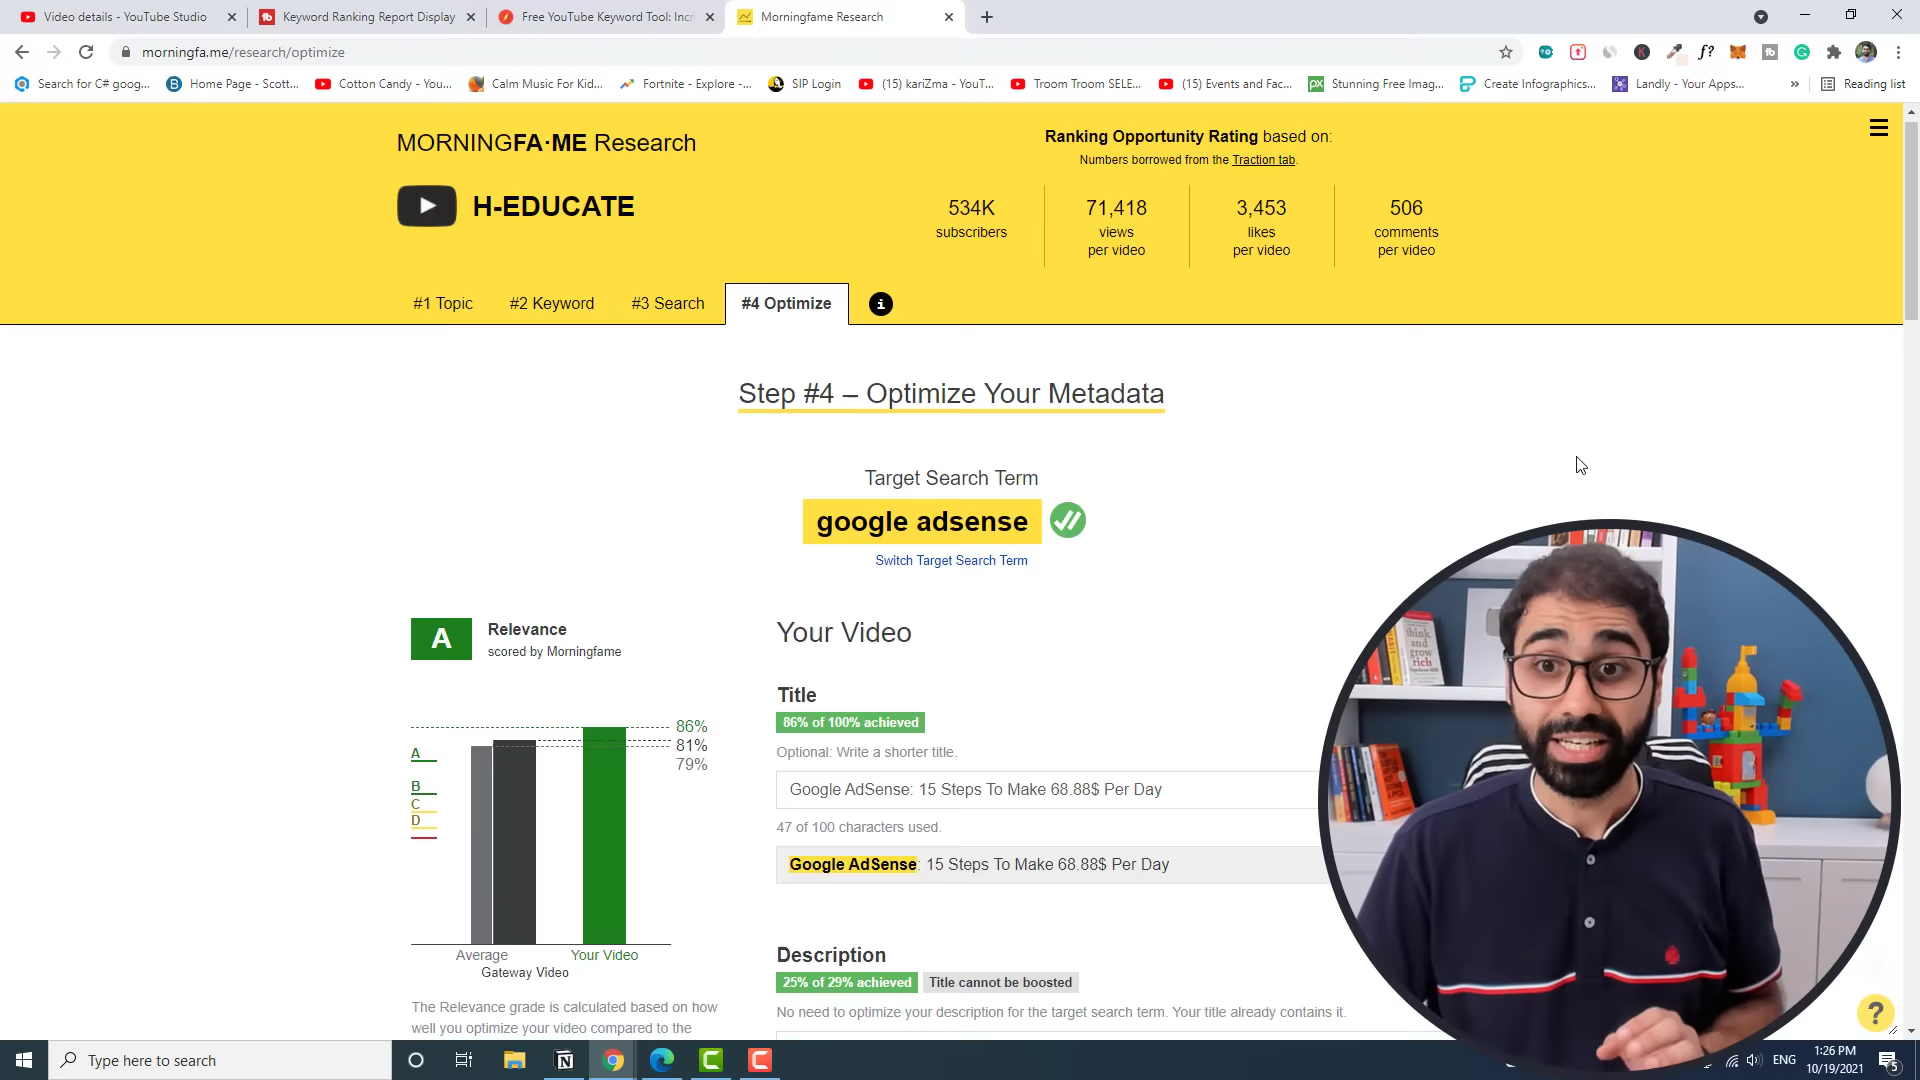 Video details - YouTube Studio
Keyword Ranking Report Display
Free YouTube Keyword Tool: Incr
Morningfame Research
morningfa.me/research/optimize
Search for C# goog...
Home Page - Scott...
Cotton Candy - You...
Calm Music For Kid...
Fortnite - Explore -...
SIP Login
(15) kariZma - YouT...
Troom Troom SELE...
(15) Events and Fac...
Stunning Free Imag...
Create Infographics...
Landly - Your Apps...
»
Reading list
MORNINGFA·ME Research
Ranking Opportunity Rating based on:
Numbers borrowed from the Traction tab.
H-EDUCATE
534K
subscribers
71,418
views
per video
3,453
likes
per video
506
comments
per video
#1 Topic
#2 Keyword
#3 Search
#4 Optimize
i
Step #4 – Optimize Your Metadata
Target Search Term
google adsense
Switch Target Search Term
A
Relevance
scored by Morningfame
86%
81%
79%
A
B
C
D
Average
Gateway Video
Your Video
The Relevance grade is calculated based on how
well you optimize your video compared to the
Your Video
Title
86% of 100% achieved
Optional: Write a shorter title.
Google AdSense: 15 Steps To Make 68.88$ Per Day
47 of 100 characters used.
Google AdSense: 15 Steps To Make 68.88$ Per Day
Description
25% of 29% achieved
Title cannot be boosted
No need to optimize your description for the target search term. Your title already contains it.
think
and
grow
rich
?
Type here to search
ENG
1:26 PM
10/19/2021
5